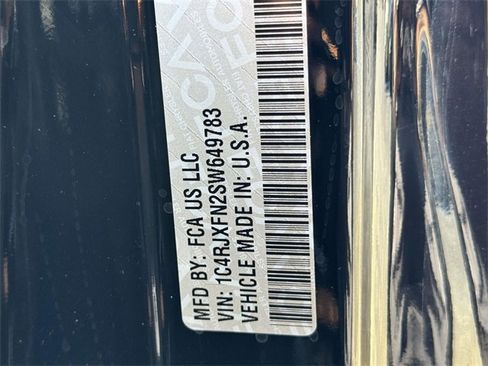 MFD BY: FCA US LLC
VIN: 1C4RJXFN2SW649783
VEHICLE MADE IN: U.S.A.